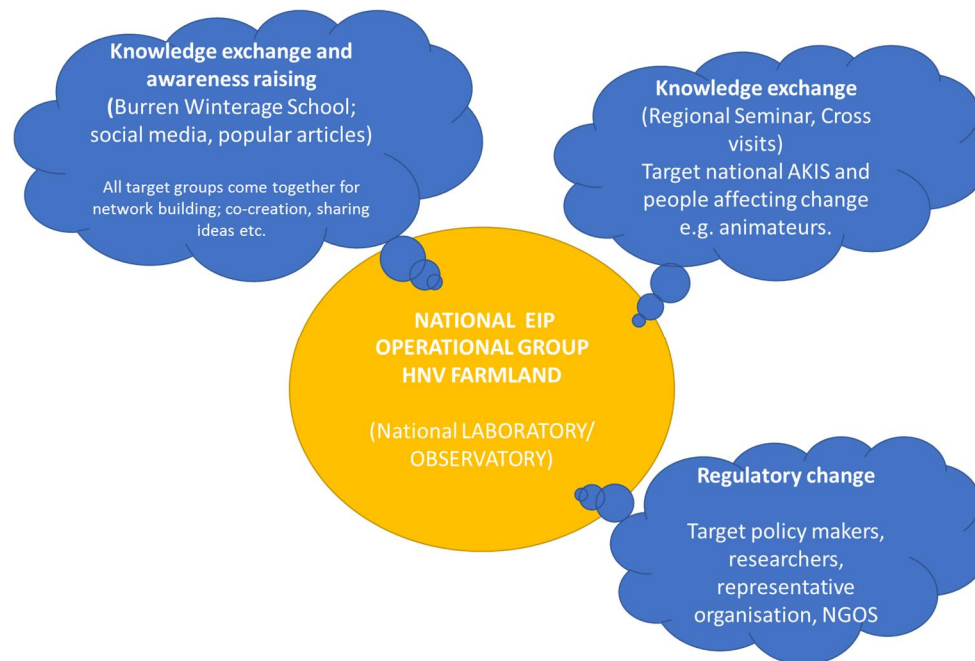 Knowledge exchange and
awareness raising
(Burren Winterage School;
social media, popular articles)
All target groups come together for
network building; co-creation, sharing
ideas etc.
Knowledge exchange
(Regional Seminar, Cross
visits)
Target national AKIS and
people affecting change
e.g. animateurs.
NATIONAL EIP
OPERATIONAL GROUP
HNV FARMLAND
(National LABORATORY/
OBSERVATORY)
Regulatory change
Target policy makers,
researchers,
representative
organisation, NGOS